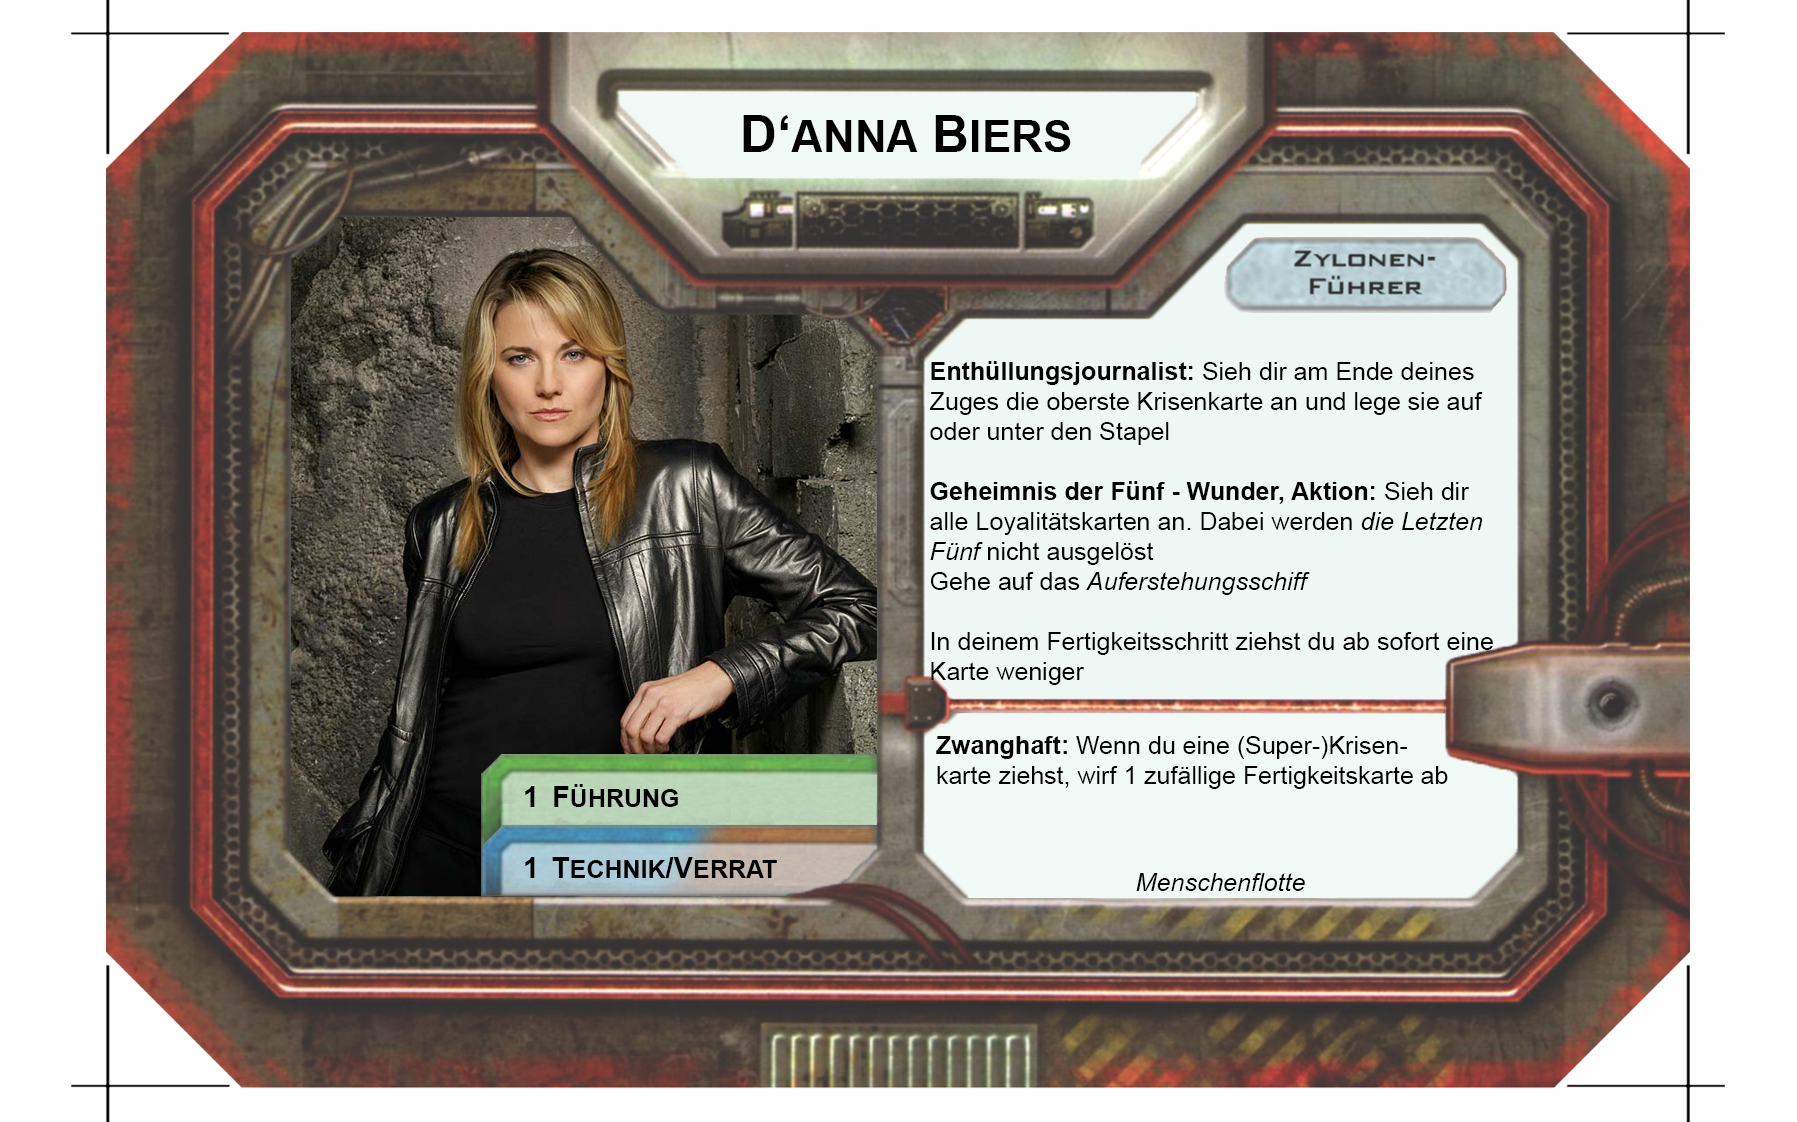 D‘ANNA BIERS
ZYLONEN-
FÜHRER
Enthüllungsjournalist: Sieh dir am Ende deines
Zuges die oberste Krisenkarte an und lege sie auf
oder unter den Stapel
Geheimnis der Fünf - Wunder, Aktion: Sieh dir
alle Loyalitätskarten an. Dabei werden die Letzten
Fünf nicht ausgelöst
Gehe auf das Auferstehungsschiff
In deinem Fertigkeitsschritt ziehst du ab sofort eine
Karte weniger
Zwanghaft: Wenn du eine (Super-)Krisen-
karte ziehst, wirf 1 zufällige Fertigkeitskarte ab
1 FÜHRUNG
1 TECHNIK/VERRAT
Menschenflotte